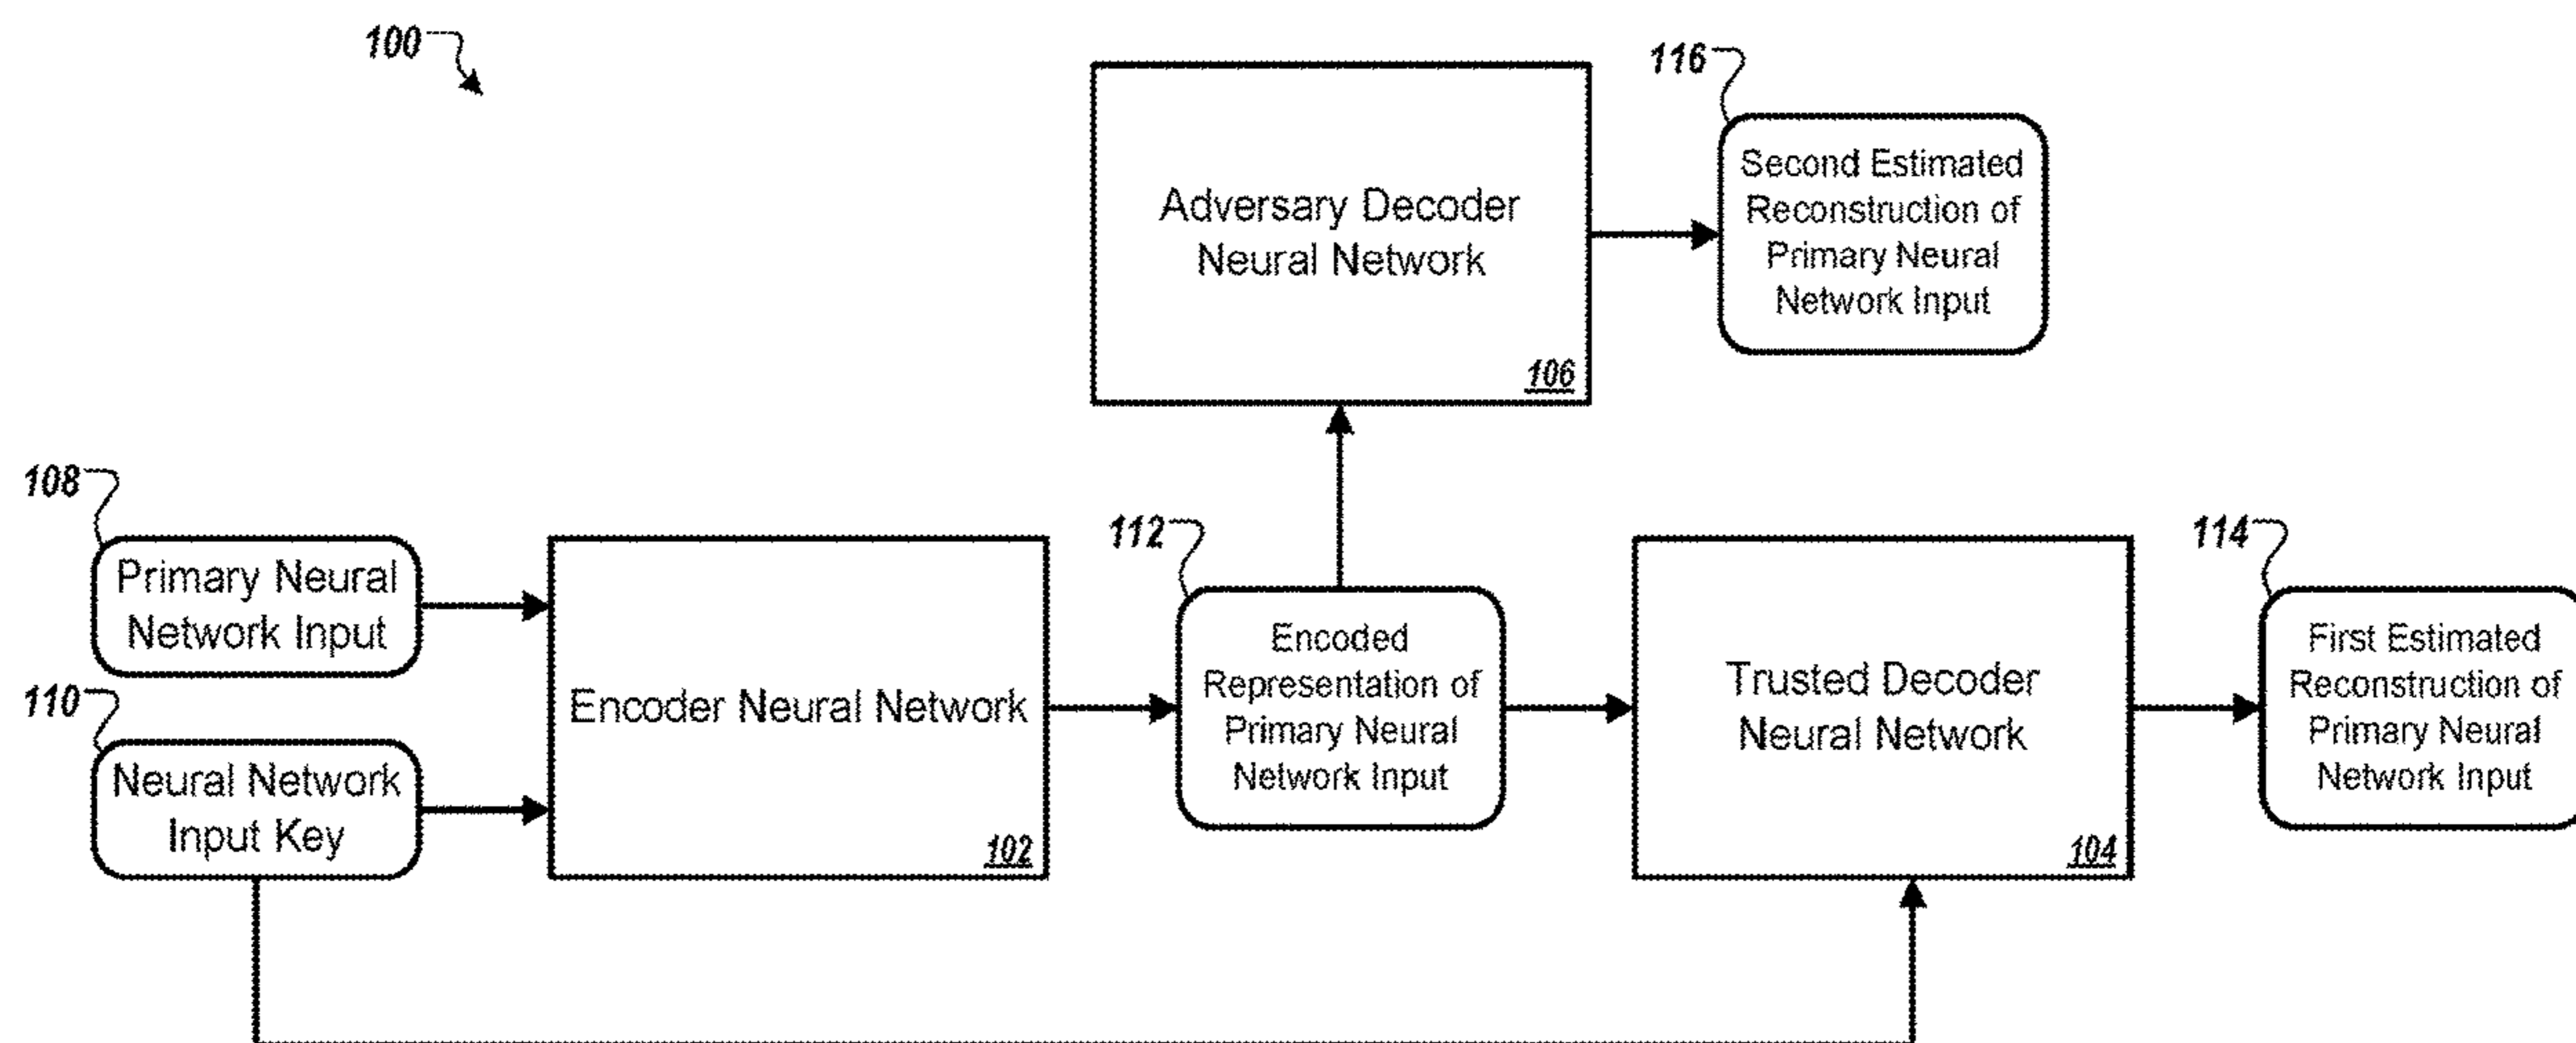 100
116
Adversary Decoder
Neural Network
106
Second Estimated
Reconstruction of
Primary Neural
Network Input
108
Primary Neural
Network Input
110
Neural Network
Input Key
Encoder Neural Network
102
112
Encoded
Representation of
Primary Neural
Network Input
Trusted Decoder
Neural Network
104
114
First Estimated
Reconstruction of
Primary Neural
Network Input